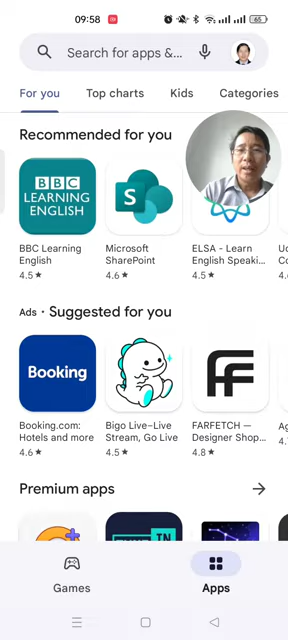 09:58
65
Search for apps &...
For you
Top charts
Kids
Categories
Recommended for you
BBC
LEARNING
ENGLISH
S
BBC Learning
English
4.5★
Microsoft
SharePoint
4.6★
ELSA - Learn
English Speaki...
4.5★
4.6
Ads • Suggested for you
Booking
Booking.com:
Hotels and more
4.6★
Bigo Live–Live
Stream, Go Live
4.5★
FARFETCH —
Designer Shop...
4.8★
4.
Premium apps
Games
Apps